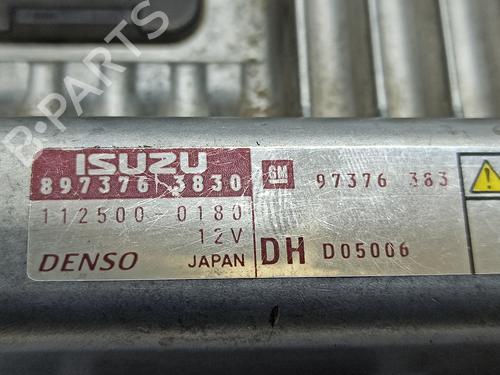 B-PARTS
ISUZU
897376 3830
GM
97376 383
112500-0180
12V
DENSO
JAPAN
DH
D05006